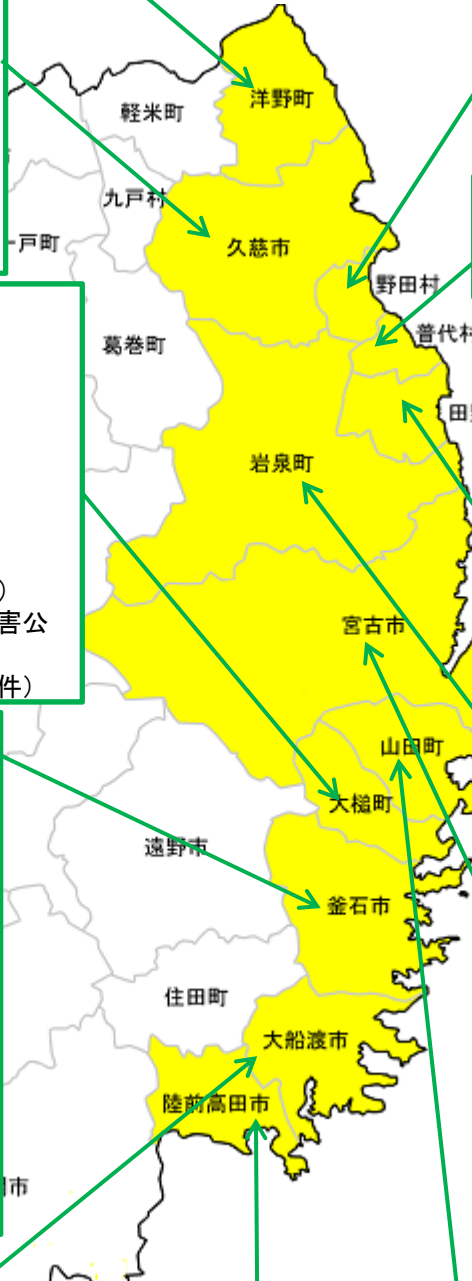 洋野町
軽米町
九戸村
久慈市
一戸町
野田村
普代村
葛巻町
田野
岩泉町
）
害公
件）
宮古市
山田町
大槌町
遠野市
釜石市
住田町
大船渡市
陸前高田市
市